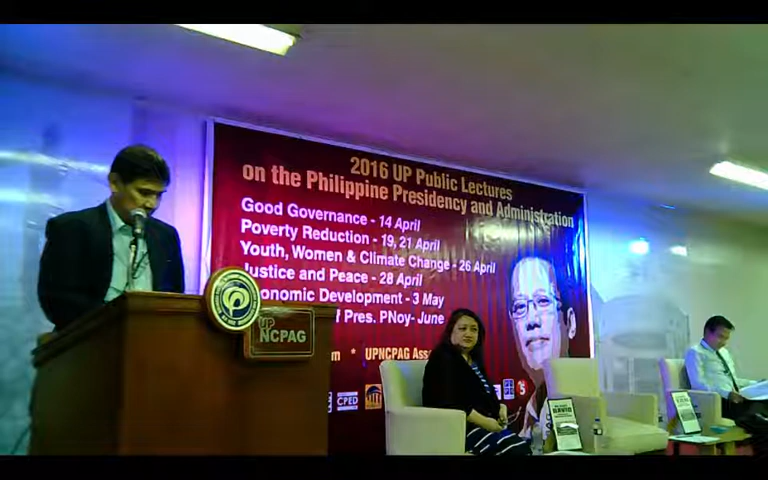 2016 UP Public Lectures
on the Philippine Presidency and Administration
Good Governance - 14 April
Poverty Reduction - 19, 21 April
Youth, Women & Climate Change - 26 April
Justice and Peace - 28 April
onomic Development - 3 May
Pres. PNoy- June
* UPNCPAG Ass
UP
NCPAG
CPED
5